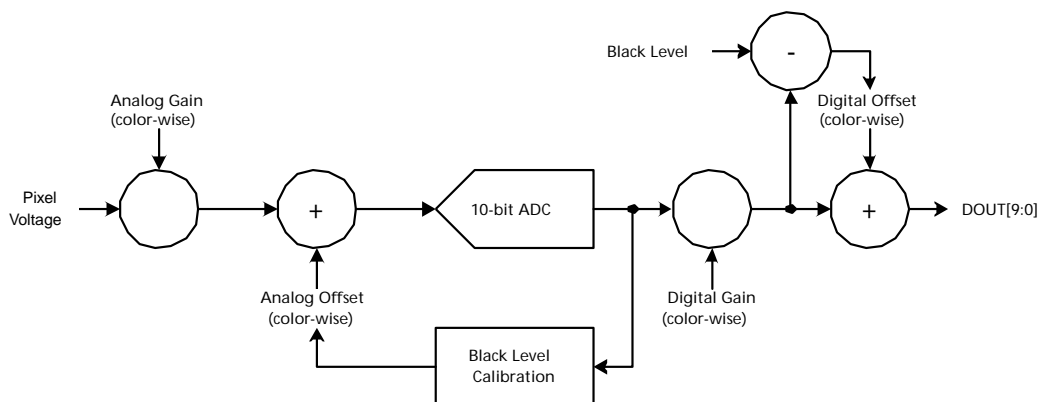 Black Level
-
Analog Gain
(color-wise)
Digital Offset
(color-wise)
Pixel
Voltage
+
10-bit ADC
+
DOUT[9:0]
Analog Offset
(color-wise)
Digital Gain
(color-wise)
Black Level
Calibration